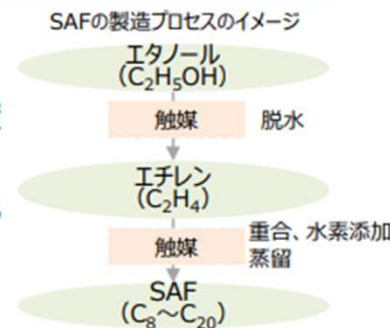 SAFの製造プロセスのイメージ
エタノール
(C₂H₅OH)
触媒
脱水
エチレン
(C₂H₄)
触媒
重合、水素添加
蒸留
SAF
(C₈～C₂₀)